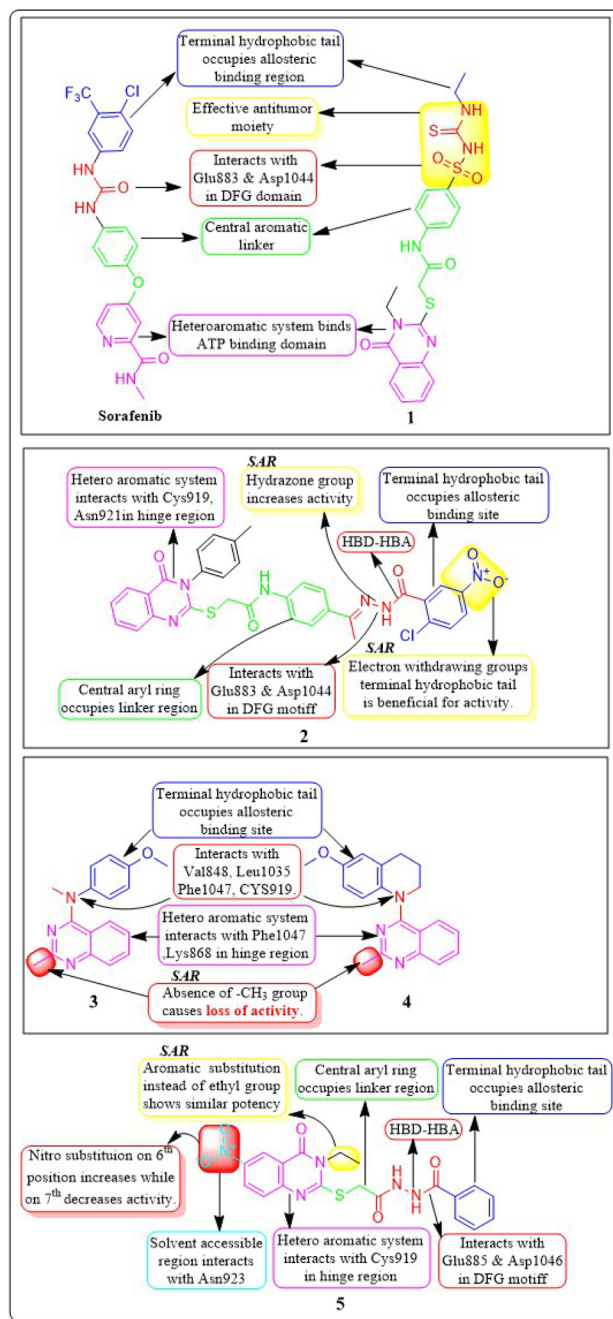 Terminal hydrophobic tail
occupies allosteric
binding region
Cl
F₃C
Effective antitumor
moiety
NH
S
NH
O
S
O
NH
O
NH
Interacts with
Glu883 & Asp1044
in DFG domain
Central aromatic
linker
NH
O
S
O
N
O
N
H
Heteroaromatic system binds
ATP binding domain
N
O
N
Sorafenib
1
Hetero aromatic system
interacts with Cys919,
Asn921in hinge region
SAR
Hydrazone group
increases activity
Terminal hydrophobic tail
occupies allosteric
binding site
HBD-HBA
O
N
N
S
O
H
N
N
NH
O
Cl
O
N⁺
O⁻
Central aryl ring
occupies linker region
Interacts with
Glu883 & Asp1044
in DFG motiff
SAR
Electron withdrawing groups
terminal hydrophobic tail
is beneficial for activity.
2
Terminal hydrophobic tail
occupies allosteric
binding site
O
Interacts with
Val848, Leu1035
Phe1047, CYS919.
O
N
N
N
N
Hetero aromatic system
interacts with Phe1047
,Lys868 in hinge region
N
N
3
SAR
Absence of -CH₃ group
causes loss of activity.
4
SAR
Aromatic substitution
instead of ethyl group
shows similar potency
Central aryl ring
occupies linker region
Terminal hydrophobic tail
occupies allosteric
binding site
HBD-HBA
Nitro substituion on 6th
position increases while
on 7th decreases activity.
O
N⁺
O
O
N
N
S
O
H
N
N
H
O
Solvent accessible
region interacts
with Asn923
Hetero aromatic system
interacts with Cys919
in hinge region
Interacts with
Glu885 & Asp1046
in DFG motiff
5